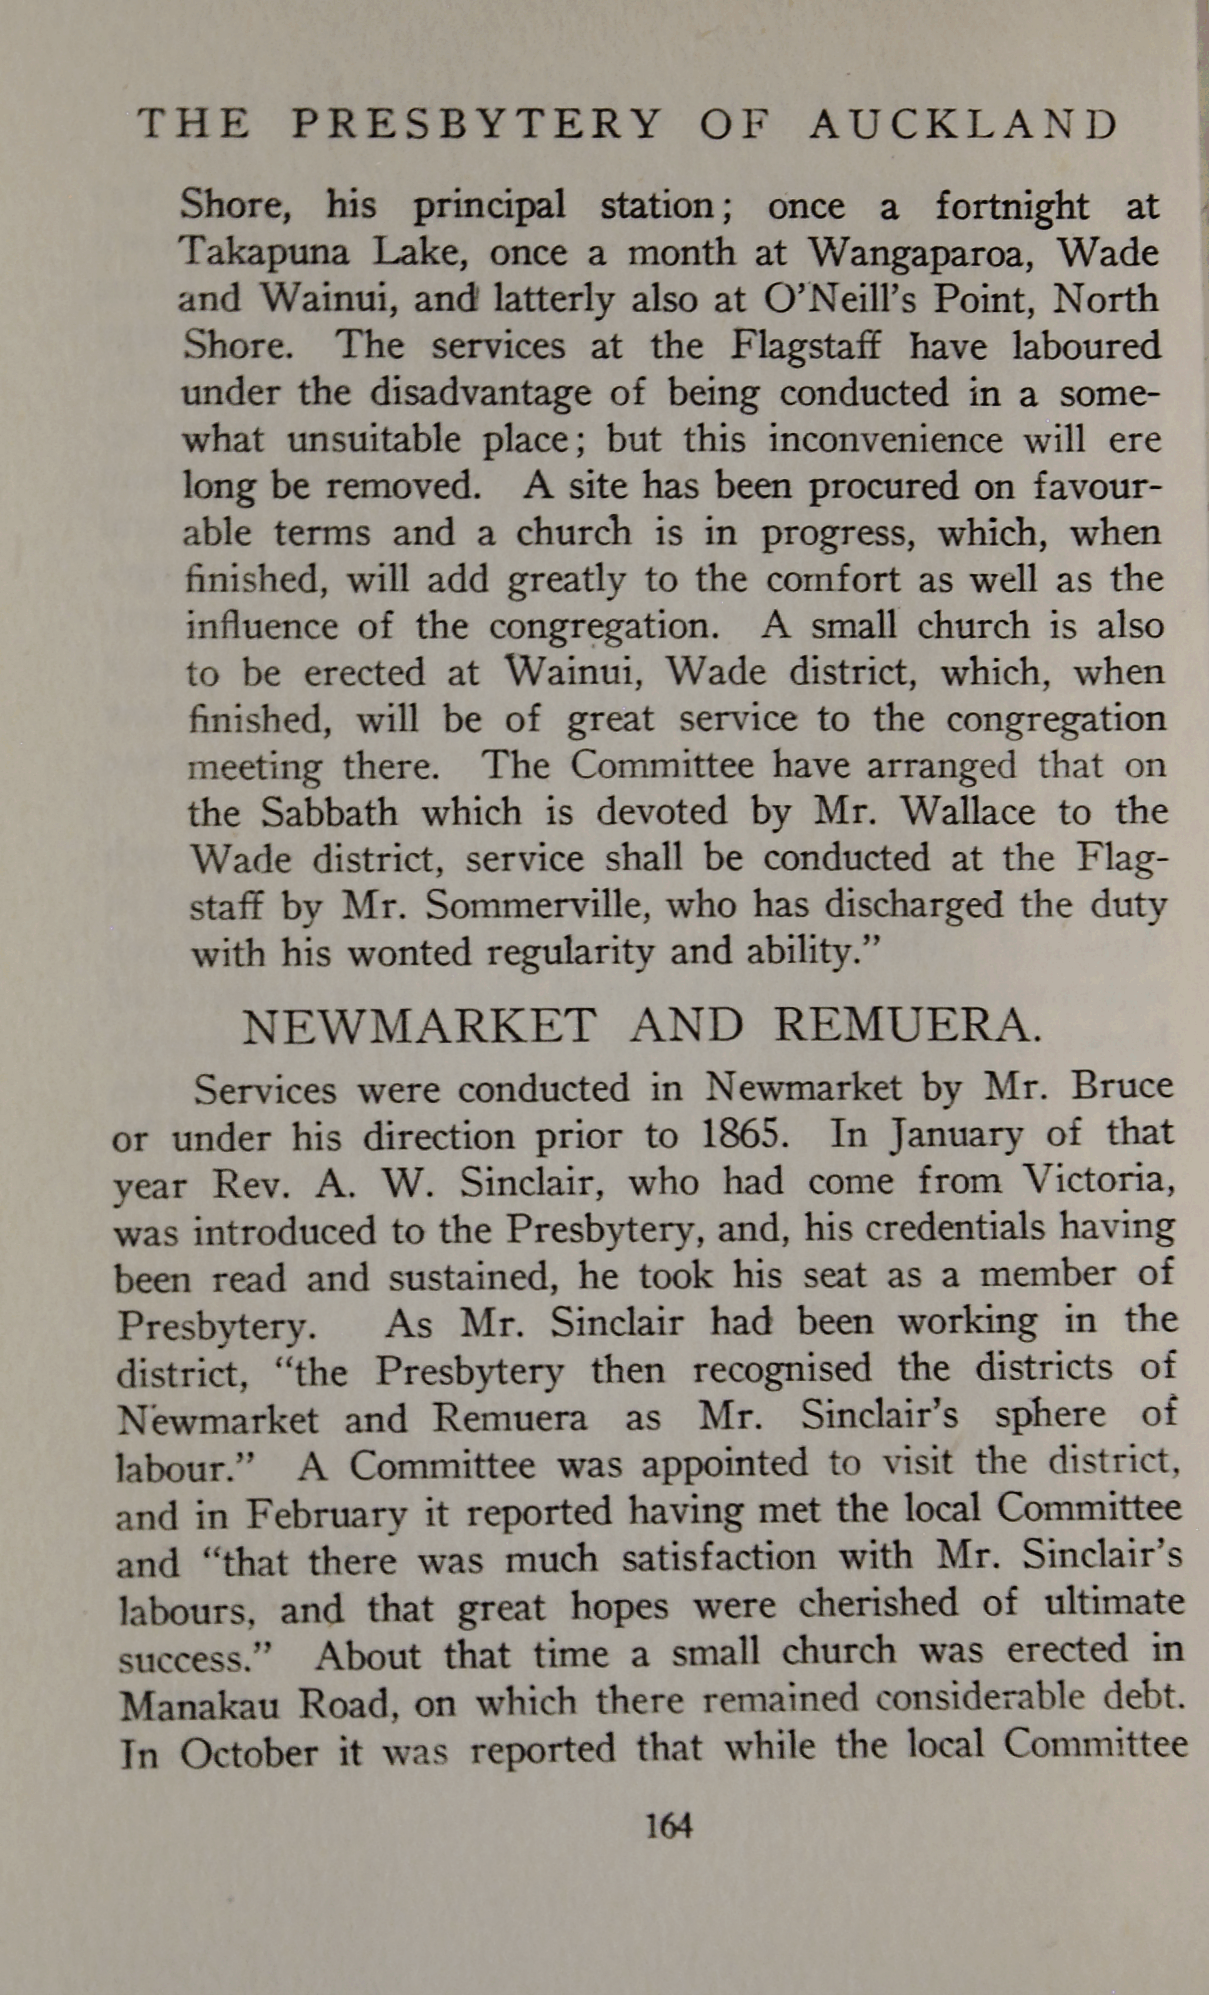 THE PRESBYTERY OF AUCKLAND
Shore, his principal station; once a fortnight at
Takapuna Lake, once a month at Wangaparoa, Wade
and Wainui, and latterly also at O'Neill's Point, North
Shore. The services at the Flagstaff have laboured
under the disadvantage of being conducted in a some-
what unsuitable place; but this inconvenience will ere
long be removed. A site has been procured on favour-
able terms and a church is in progress, which, when
finished, will add greatly to the comfort as well as the
influence of the congregation. A small church is also
to be erected at Wainui, Wade district, which, when
finished, will be of great service to the congregation
meeting there. The Committee have arranged that on
the Sabbath which is devoted by Mr. Wallace to the
Wade district, service shall be conducted at the Flag-
staff by Mr. Sommerville, who has discharged the duty
with his wonted regularity and ability."
NEWMARKET AND REMUERA.
Services were conducted in Newmarket by Mr. Bruce
or under his direction prior to 1865. In January of that
year Rev. A. W. Sinclair, who had come from Victoria,
was introduced to the Presbytery, and, his credentials having
been read and sustained, he took his seat as a member of
Presbytery. As Mr. Sinclair had been working in the
district, "the Presbytery then recognised the districts of
Newmarket and Remuera as Mr. Sinclair's sphere of
labour." A Committee was appointed to visit the district,
and in February it reported having met the local Committee
and "that there was much satisfaction with Mr. Sinclair's
labours, and that great hopes were cherished of ultimate
success." About that time a small church was erected in
Manakau Road, on which there remained considerable debt.
In October it was reported that while the local Committee
164